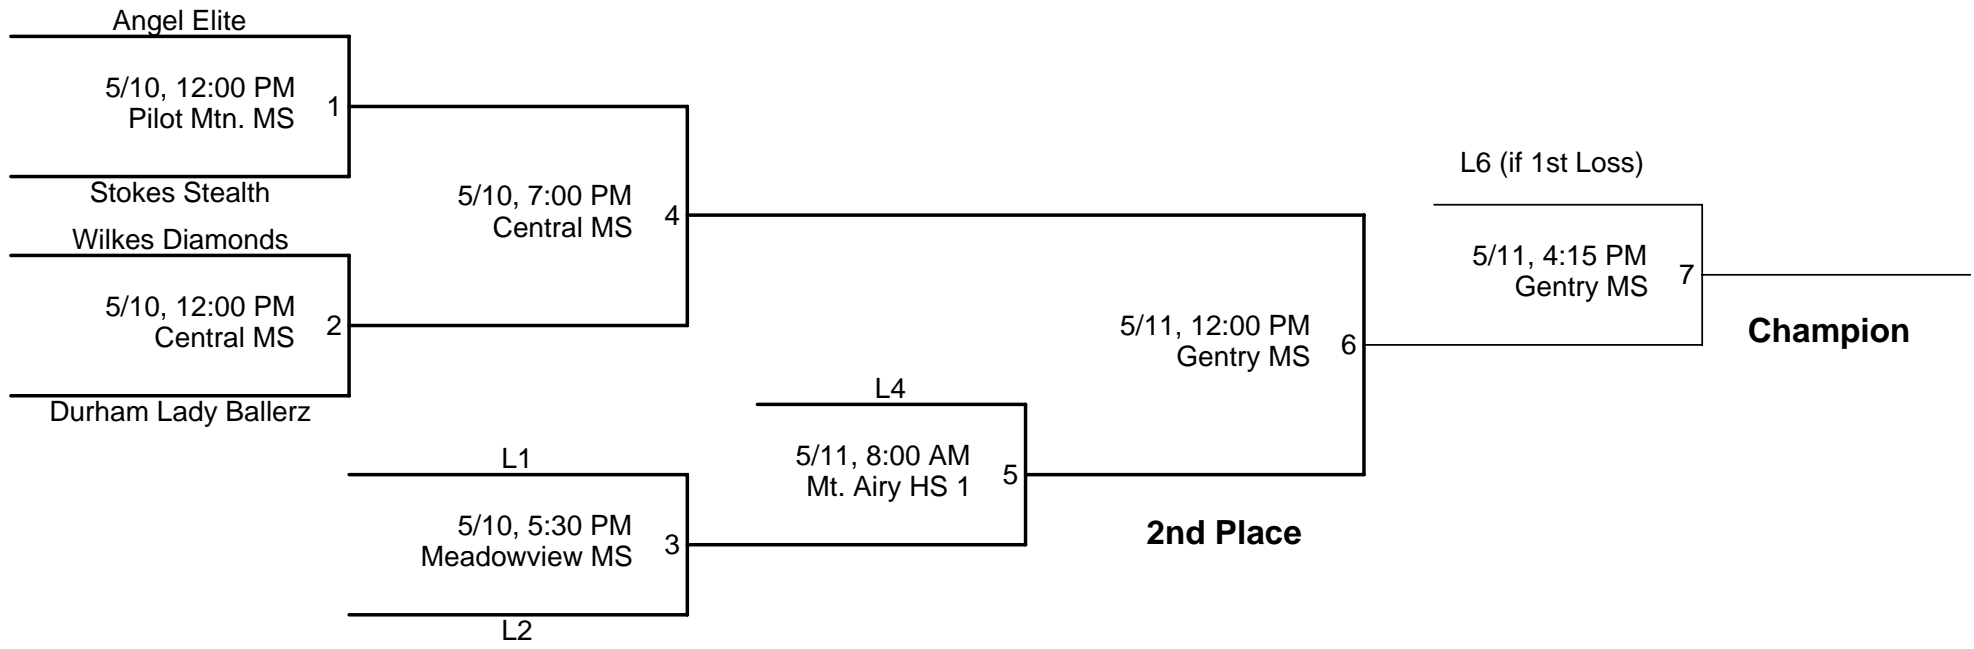 Angel Elite
5/10, 12:00 PM
Pilot Mtn. MS
1
Stokes Stealth
Wilkes Diamonds
5/10, 12:00 PM
Central MS
2
Durham Lady Ballerz
5/10, 7:00 PM
Central MS
4
L1
5/10, 5:30 PM
Meadowview MS
3
L2
L4
5/11, 8:00 AM
Mt. Airy HS 1
5
5/11, 12:00 PM
Gentry MS
6
2nd Place
L6 (if 1st Loss)
5/11, 4:15 PM
Gentry MS
7
Champion